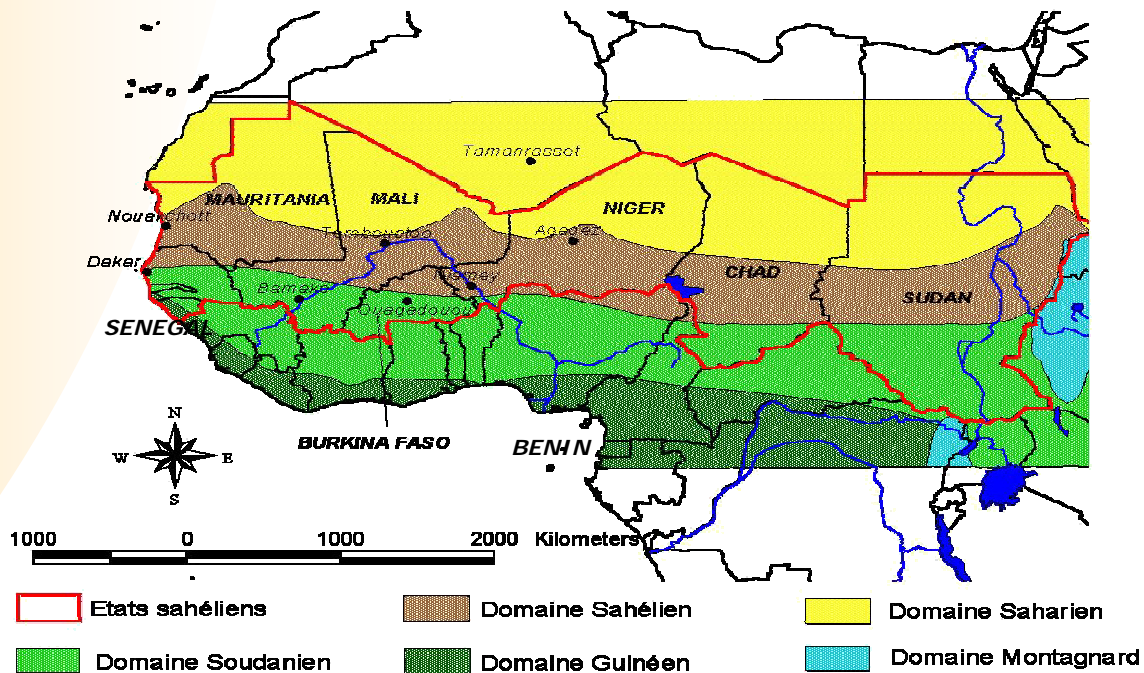 Tamanrasset
MAURITANIA
MALI
NIGER
Nouakchott
Tombouctou
Agadez
Dakar
CHAD
Niamey
Bamako
SUDAN
Ouagadougou
SENEGAL
BURKINA FASO
BENIN
N
W E
S
1000 0 1000 2000 Kilometers
Etats sahéliens
Domaine Sahélien
Domaine Saharien
Domaine Soudanien
Domaine Guinéen
Domaine Montagnard